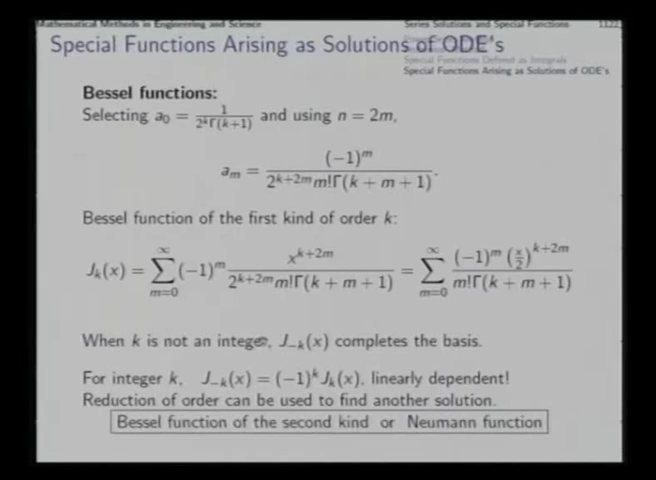 Mathematical Methods in Engineering and Science
Series Solutions and Special Functions
Special Functions Arising as Solutions of ODE's
Special Functions Defined as Integrals
Special Functions Arising as Solutions of ODE's
Bessel functions:
Selecting a₀ = 1/(2ᵏΓ(k+1)) and using n = 2m,
aₘ = (−1)ᵐ / (2ᵏ⁺²ᵐ m!Γ(k + m + 1)).
Bessel function of the first kind of order k:
Jₖ(x) = ∑_{m=0}^{∞} (−1)ᵐ xᵏ⁺²ᵐ / (2ᵏ⁺²ᵐ m!Γ(k + m + 1)) = ∑_{m=0}^{∞} (−1)ᵐ (x/2)ᵏ⁺²ᵐ / (m!Γ(k + m + 1))
When k is not an integer, J₋ₖ(x) completes the basis.
For integer k, J₋ₖ(x) = (−1)ᵏJₖ(x), linearly dependent!
Reduction of order can be used to find another solution.
Bessel function of the second kind or Neumann function